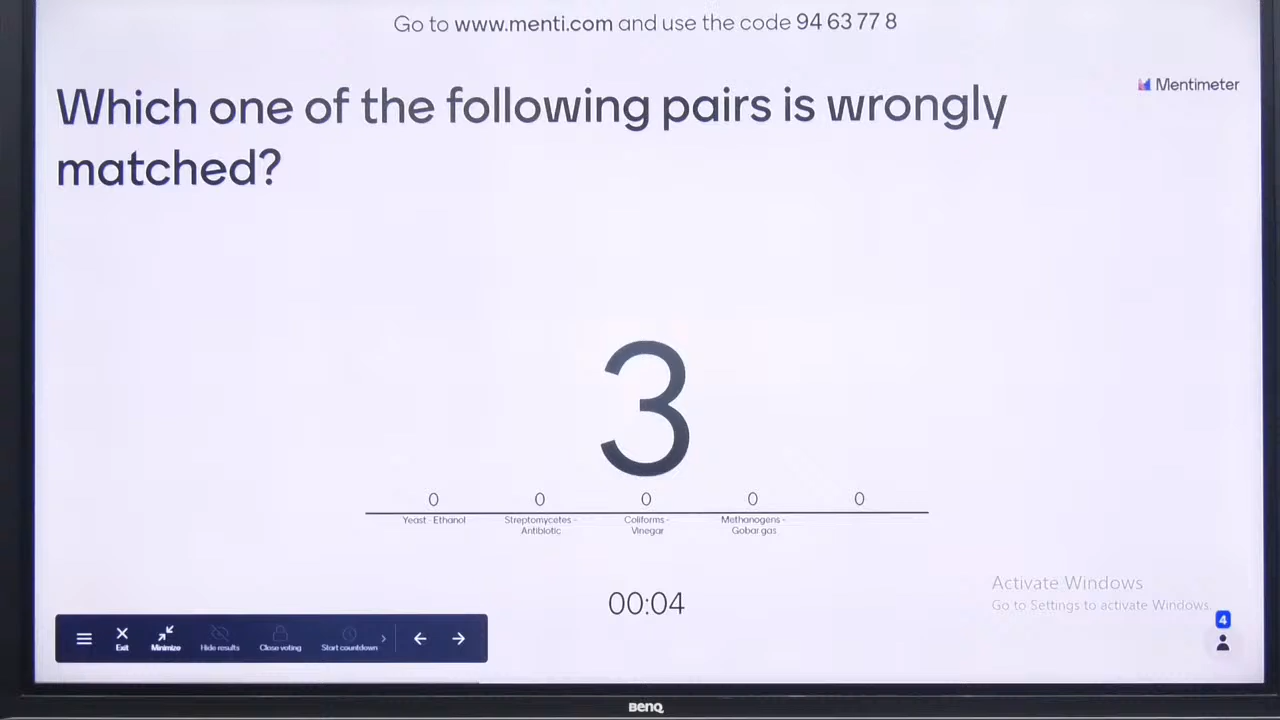 Go to www.menti.com and use the code 94 63 77 8
Mentimeter
Which one of the following pairs is wrongly
matched?
3
0 0 0 0 0
Yeast - Ethanol
Streptomycetes -
Antibiotic
Coliforms -
Vinegar
Methanogens -
Gobar gas
00:04
Activate Windows
Go to Settings to activate Windows.
4
Exit
Minimize
Hide results
Close voting
Start countdown
BenQ